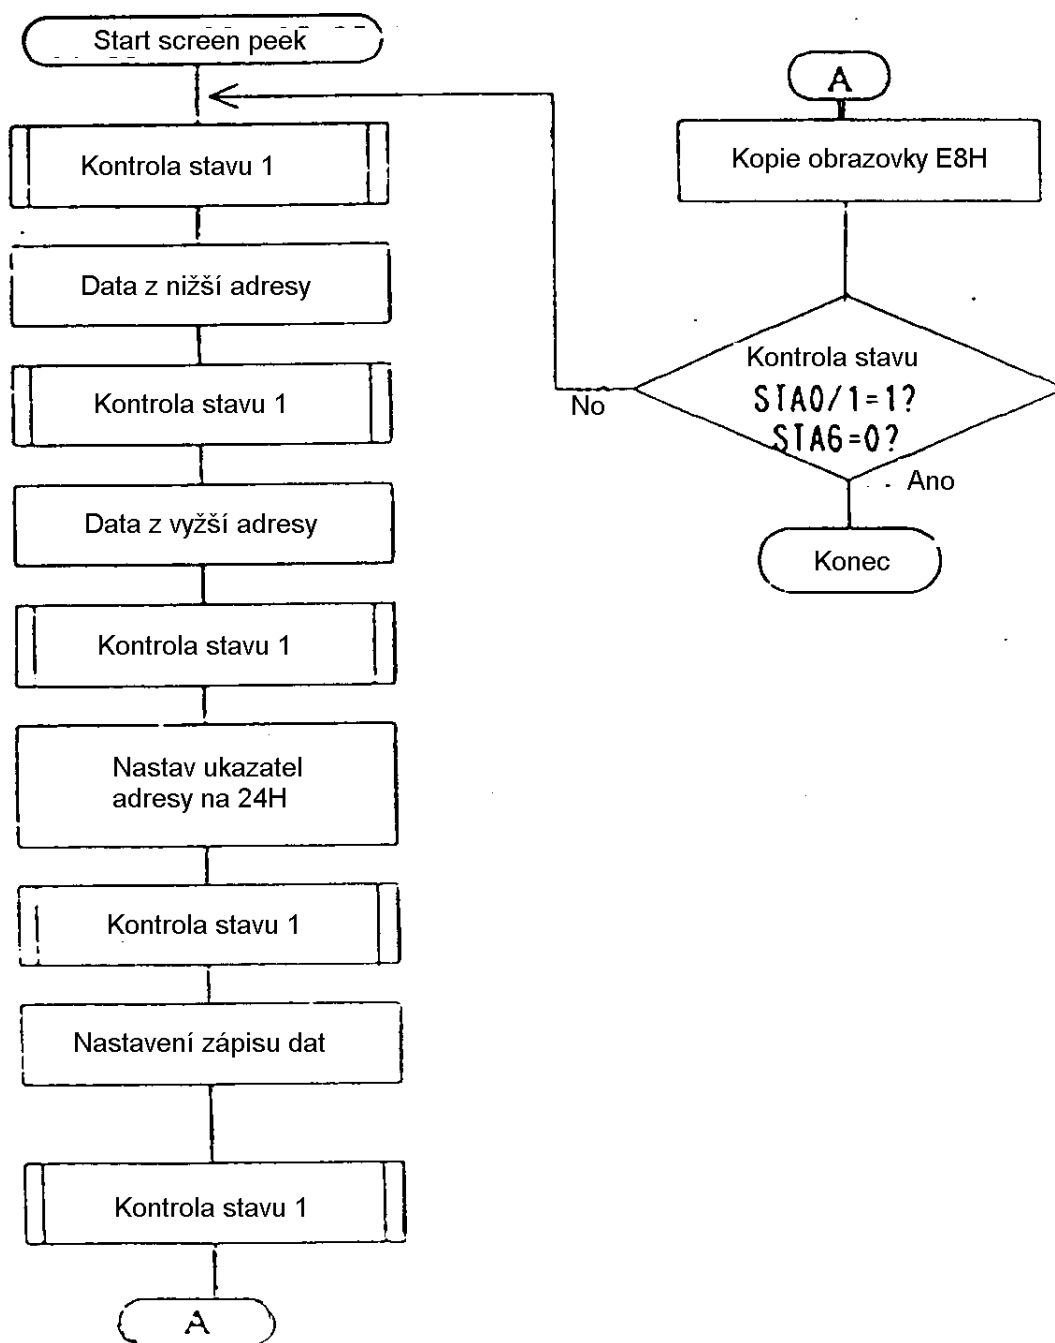 Start screen peek
Kontrola stavu 1
Data z nižší adresy
Kontrola stavu 1
Data z vyžší adresy
Kontrola stavu 1
Nastav ukazatel
adresy na 24H
Kontrola stavu 1
Nastavení zápisu dat
Kontrola stavu 1
A
A
Kopie obrazovky E8H
Kontrola stavu
STA0/1=1?
STA6=0?
No
Ano
Konec